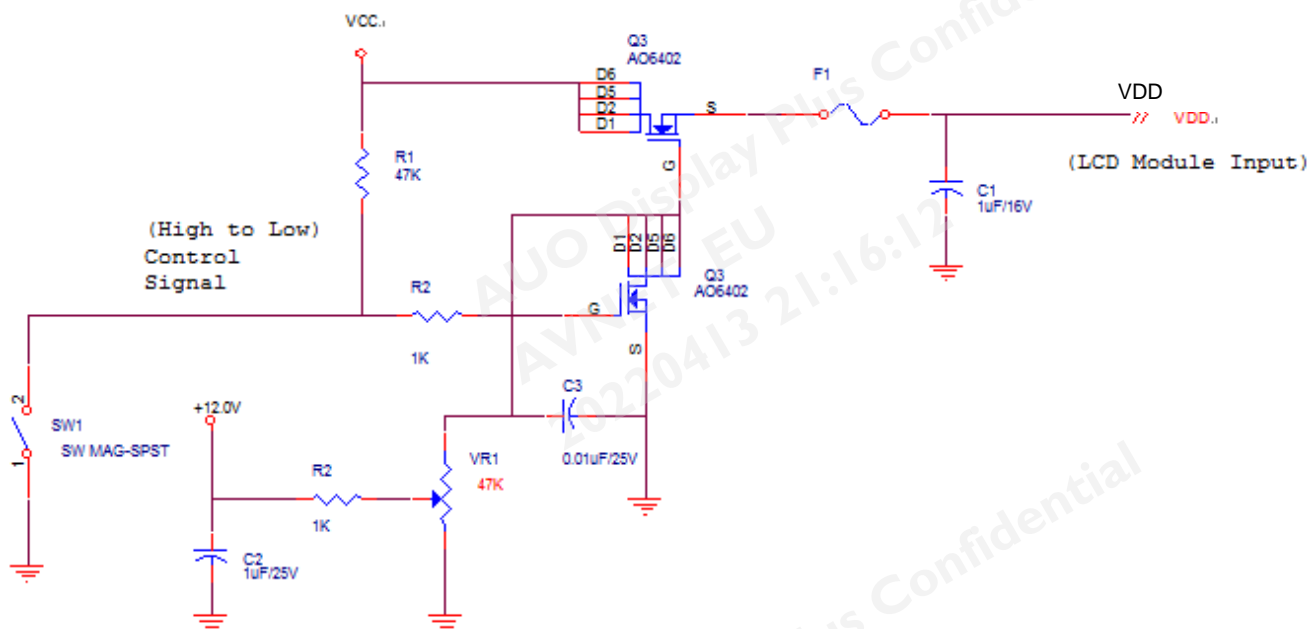 VCC.
Q3
AO6402
D6
D5
D2
D1
S
G
F1
VDD
VDD.
(LCD Module Input)
R1
47K
C1
1uF/16V
(High to Low)
Control
Signal
D1
D2
D5
D6
Q3
AO6402
R2
1K
G
S
C3
0.01uF/25V
2
1
SW1
SW MAG-SPST
+12.0V
R2
1K
VR1
47K
C2
1uF/25V
AUO Display Plus Confidential
AVNET EU
20220413 21:16:12
Plus Confidential